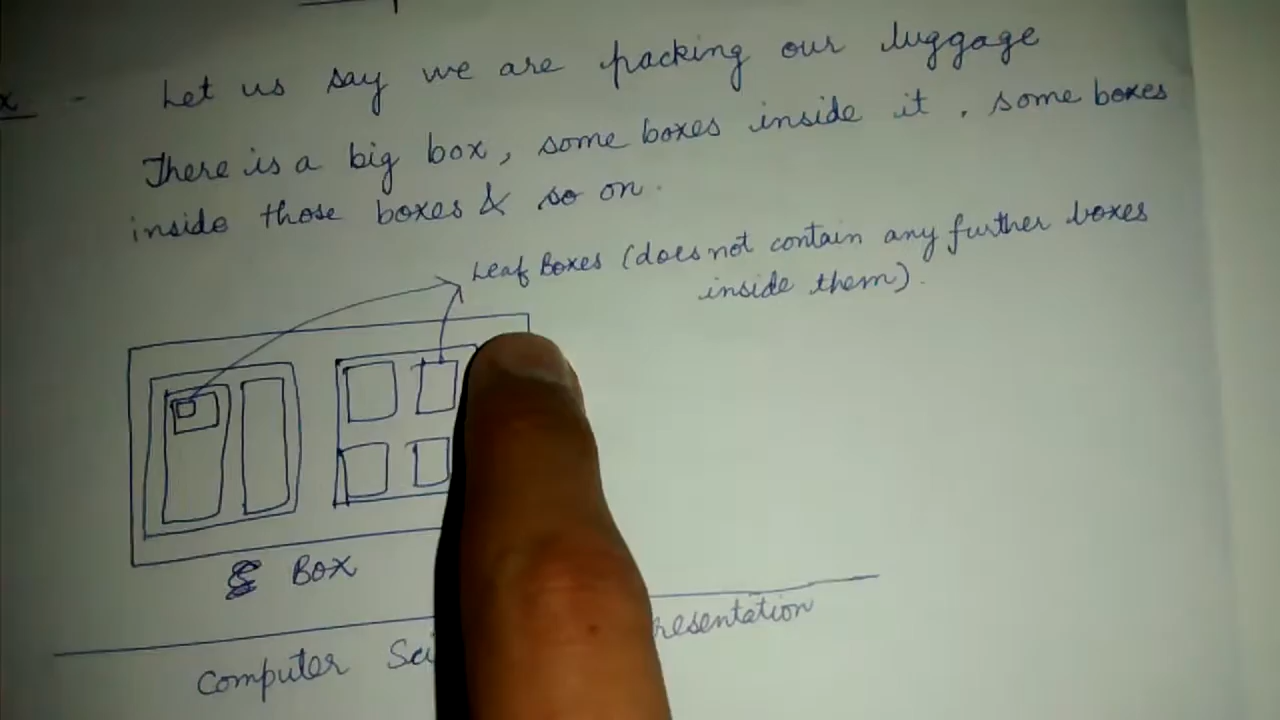 x - Let us say we are packing our luggage
There is a big box, some boxes inside it, some boxes
inside those boxes & so on.
Leaf Boxes (does not contain any further boxes
inside them).
Box
Computer Sci resentation